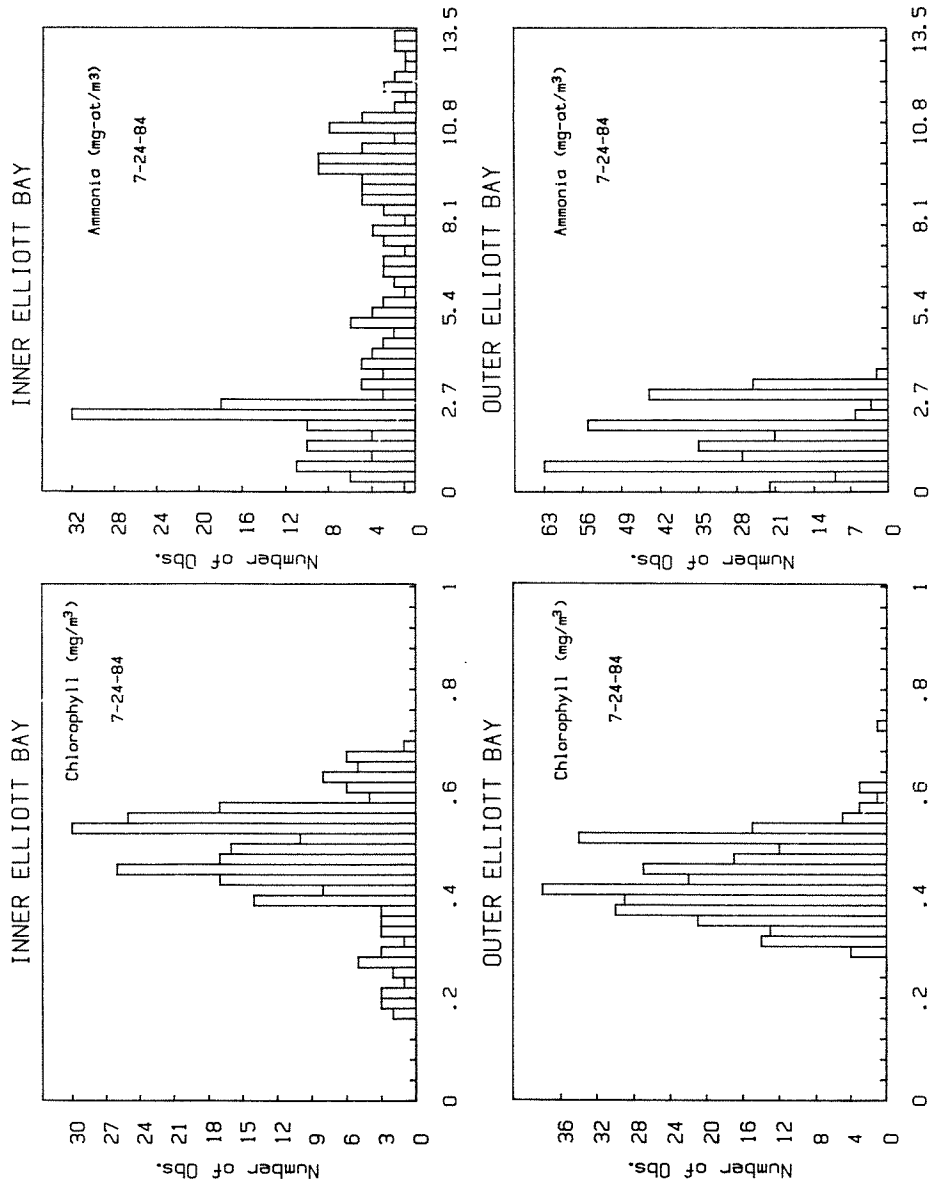 INNER ELLIOTT BAY
Chlorophyll (mg/m³)
7-24-84
Number of Obs.
30
27
24
21
18
15
12
9
6
3
0
0 .2 .4 .6 .8 1
INNER ELLIOTT BAY
Ammonia (mg-at/m³)
7-24-84
Number of Obs.
32
28
24
20
16
12
8
4
0
0 2.7 5.4 8.1 10.8 13.5
OUTER ELLIOTT BAY
Chlorophyll (mg/m³)
7-24-84
Number of Obs.
36
32
28
24
20
16
12
8
4
0
0 .2 .4 .6 .8 1
OUTER ELLIOTT BAY
Ammonia (mg-at/m³)
7-24-84
Number of Obs.
63
56
49
42
35
28
21
14
7
0
0 2.7 5.4 8.1 10.8 13.5